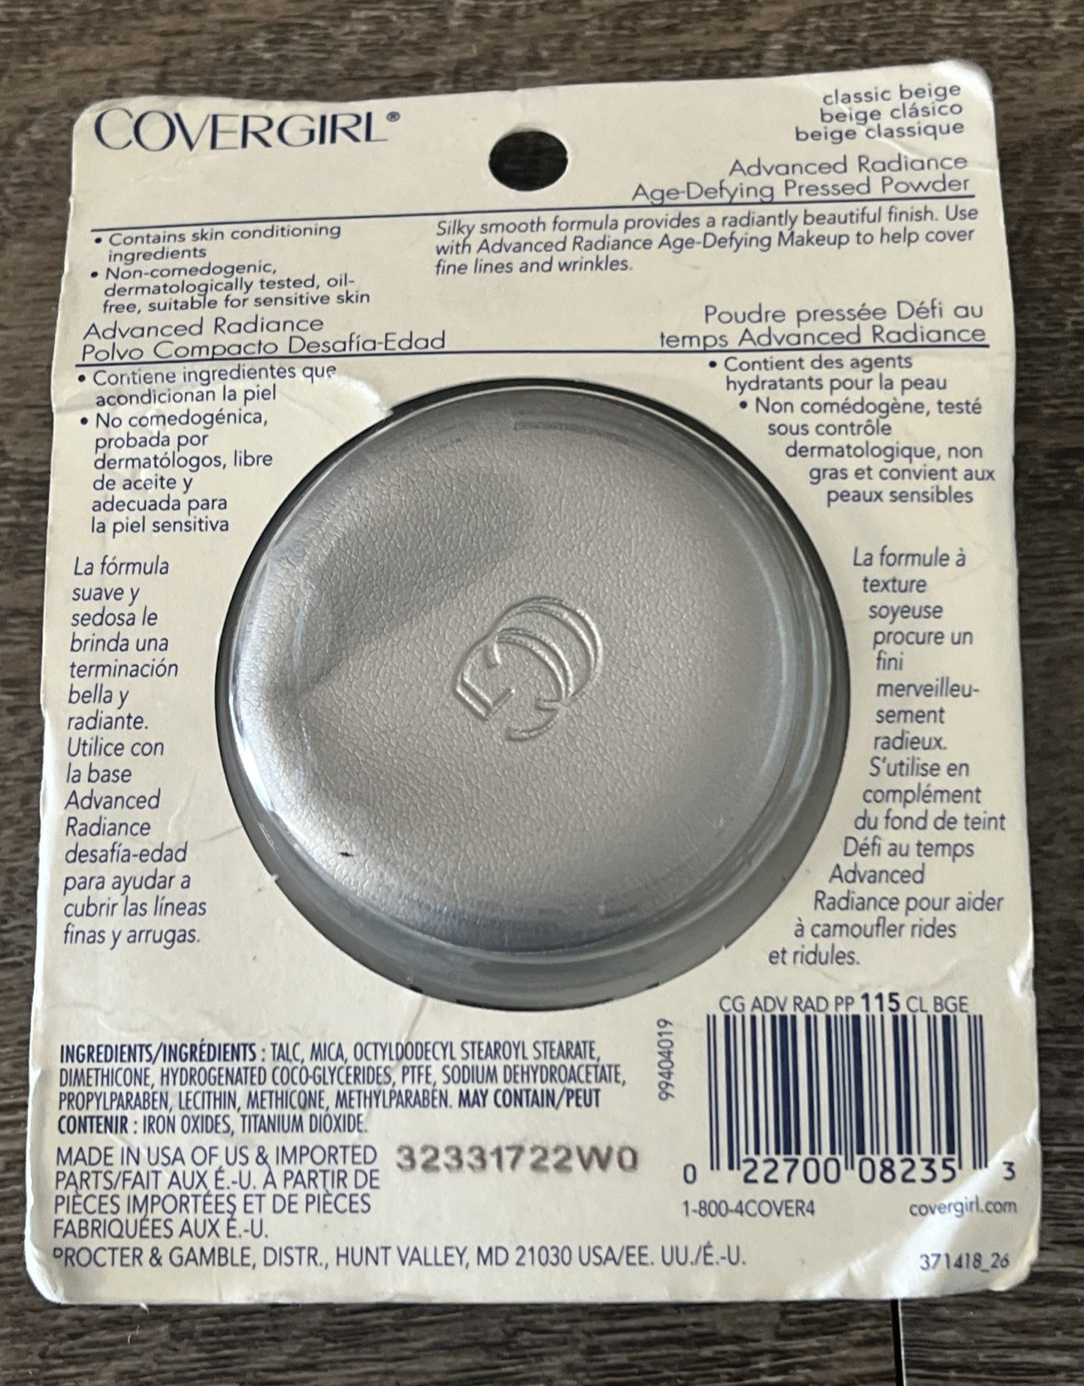 COVERGIRL®
classic beige
beige clásico
beige classique
Advanced Radiance
Age-Defying Pressed Powder
• Contains skin conditioning
ingredients
• Non-comedogenic,
dermatologically tested, oil-
free, suitable for sensitive skin
Silky smooth formula provides a radiantly beautiful finish. Use
with Advanced Radiance Age-Defying Makeup to help cover
fine lines and wrinkles.
Advanced Radiance
Polvo Compacto Desafía-Edad
• Contiene ingredientes que
acondicionan la piel
• No comedogénica,
probada por
dermatólogos, libre
de aceite y
adecuada para
la piel sensitiva
La fórmula
suave y
sedosa le
brinda una
terminación
bella y
radiante.
Utilice con
la base
Advanced
Radiance
desafía-edad
para ayudar a
cubrir las líneas
finas y arrugas.
Poudre pressée Défi au
temps Advanced Radiance
• Contient des agents
hydratants pour la peau
• Non comédogène, testé
sous contrôle
dermatologique, non
gras et convient aux
peaux sensibles
La formule à
texture
soyeuse
procure un
fini
merveilleu-
sement
radieux.
S'utilise en
complément
du fond de teint
Défi au temps
Advanced
Radiance pour aider
à camoufler rides
et ridules.
INGREDIENTS/INGRÉDIENTS : TALC, MICA, OCTYLDODECYL STEAROYL STEARATE,
DIMETHICONE, HYDROGENATED COCO-GLYCERIDES, PTFE, SODIUM DEHYDROACETATE,
PROPYLPARABEN, LECITHIN, METHICONE, METHYLPARABEN. MAY CONTAIN/PEUT
CONTENIR : IRON OXIDES, TITANIUM DIOXIDE.
MADE IN USA OF US & IMPORTED
PARTS/FAIT AUX É.-U. À PARTIR DE
PIÈCES IMPORTÉES ET DE PIÈCES
FABRIQUÉES AUX É.-U.
32331722W0
99404019
CG ADV RAD PP 115 CL BGE
0 22700 08235 3
1-800-4COVER4 covergirl.com
PROCTER & GAMBLE, DISTR., HUNT VALLEY, MD 21030 USA/EE. UU./É.-U.
371418_26